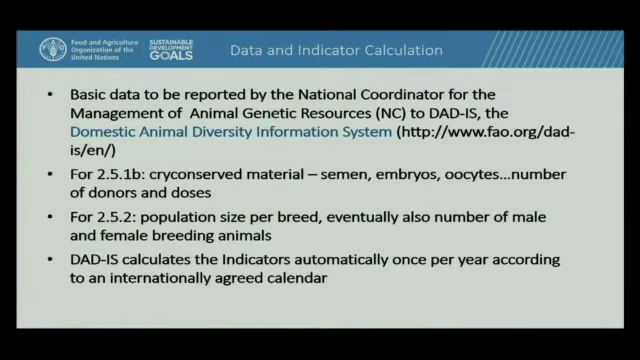 Food and Agriculture
Organization of the
United Nations
SUSTAINABLE
DEVELOPMENT
GOALS
Data and Indicator Calculation
• Basic data to be reported by the National Coordinator for the
Management of Animal Genetic Resources (NC) to DAD-IS, the
Domestic Animal Diversity Information System (http://www.fao.org/dad-
is/en/)
• For 2.5.1b: cryconserved material – semen, embryos, oocytes...number
of donors and doses
• For 2.5.2: population size per breed, eventually also number of male
and female breeding animals
• DAD-IS calculates the Indicators automatically once per year according
to an internationally agreed calendar